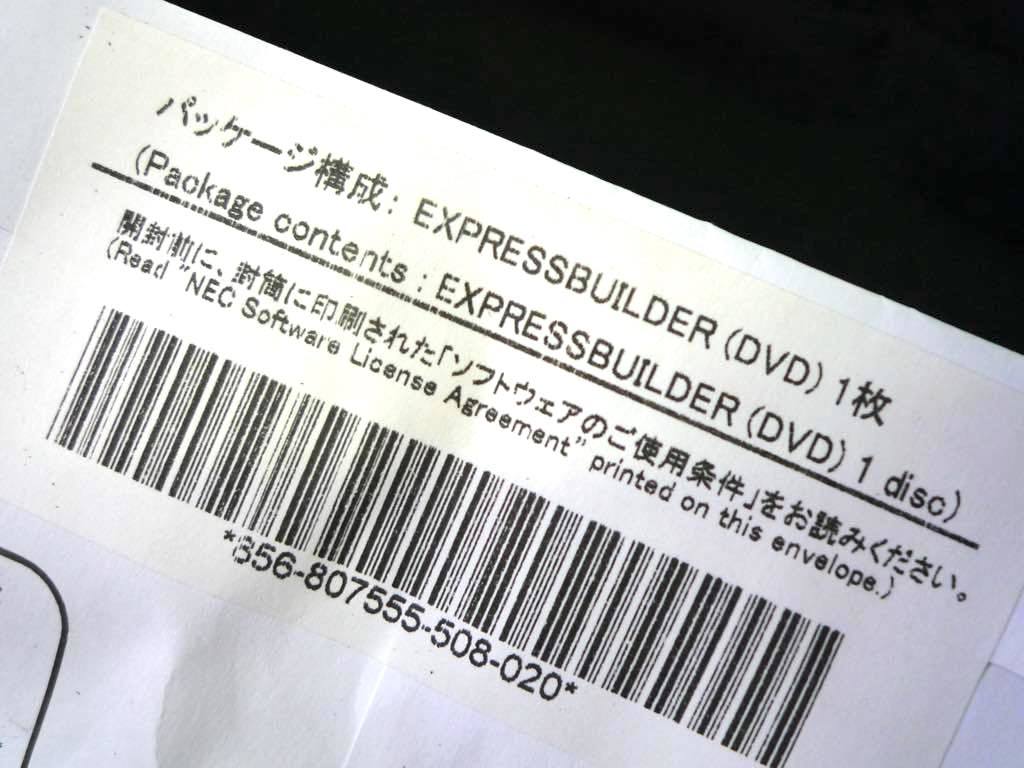 パッケージ構成: EXPRESSBUILDER (DVD) 1枚
(Package contents : EXPRESSBUILDER (DVD) 1 disc)
開封前に、封筒に印刷された「ソフトウェアのご使用条件」をお読みください。
(Read "NEC Software License Agreement" printed on this envelope.)
*856-807555-508-020*